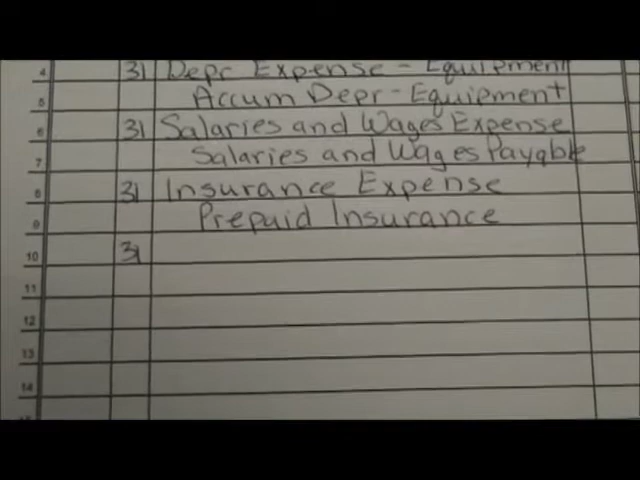 4 31 Depr Expense - Equipment
5 Accum Depr - Equipment
6 31 Salaries and Wages Expense
7 Salaries and Wages Payable
8 31 Insurance Expense
9 Prepaid Insurance
10 31
11
12
13
14